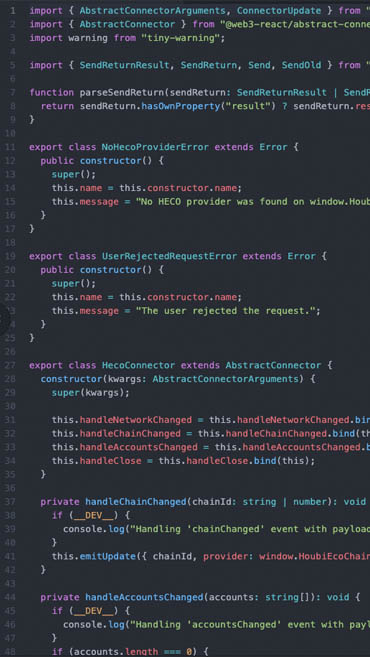 1 import { AbstractConnectorArguments, ConnectorUpdate } from "
2 import { AbstractConnector } from "@web3-react/abstract-conne
3 import warning from "tiny-warning";
4
5 import { SendReturnResult, SendReturn, Send, SendOld } from "
6
7 function parseSendReturn(sendReturn: SendReturnResult | SendR
8 return sendReturn.hasOwnProperty("result") ? sendReturn.res
9 }
10
11 export class NoHecoProviderError extends Error {
12 public constructor() {
13 super();
14 this.name = this.constructor.name;
15 this.message = "No HECO provider was found on window.Houb
16 }
17 }
18
19 export class UserRejectedRequestError extends Error {
20 public constructor() {
21 super();
22 this.name = this.constructor.name;
23 this.message = "The user rejected the request.";
24 }
25 }
26
27 export class HecoConnector extends AbstractConnector {
28 constructor(kwargs: AbstractConnectorArguments) {
29 super(kwargs);
30
31 this.handleNetworkChanged = this.handleNetworkChanged.bin
32 this.handleChainChanged = this.handleChainChanged.bind(th
33 this.handleAccountsChanged = this.handleAccountsChanged.b
34 this.handleClose = this.handleClose.bind(this);
35 }
36
37 private handleChainChanged(chainId: string | number): void
38 if (__DEV__) {
39 console.log("Handling 'chainChanged' event with payload
40 }
41 this.emitUpdate({ chainId, provider: window.HoubiEcoChain
42 }
43
44 private handleAccountsChanged(accounts: string[]): void {
45 if (__DEV__) {
46 console.log("Handling 'accountsChanged' event with payl
47 }
48 if (accounts.length === 0) {